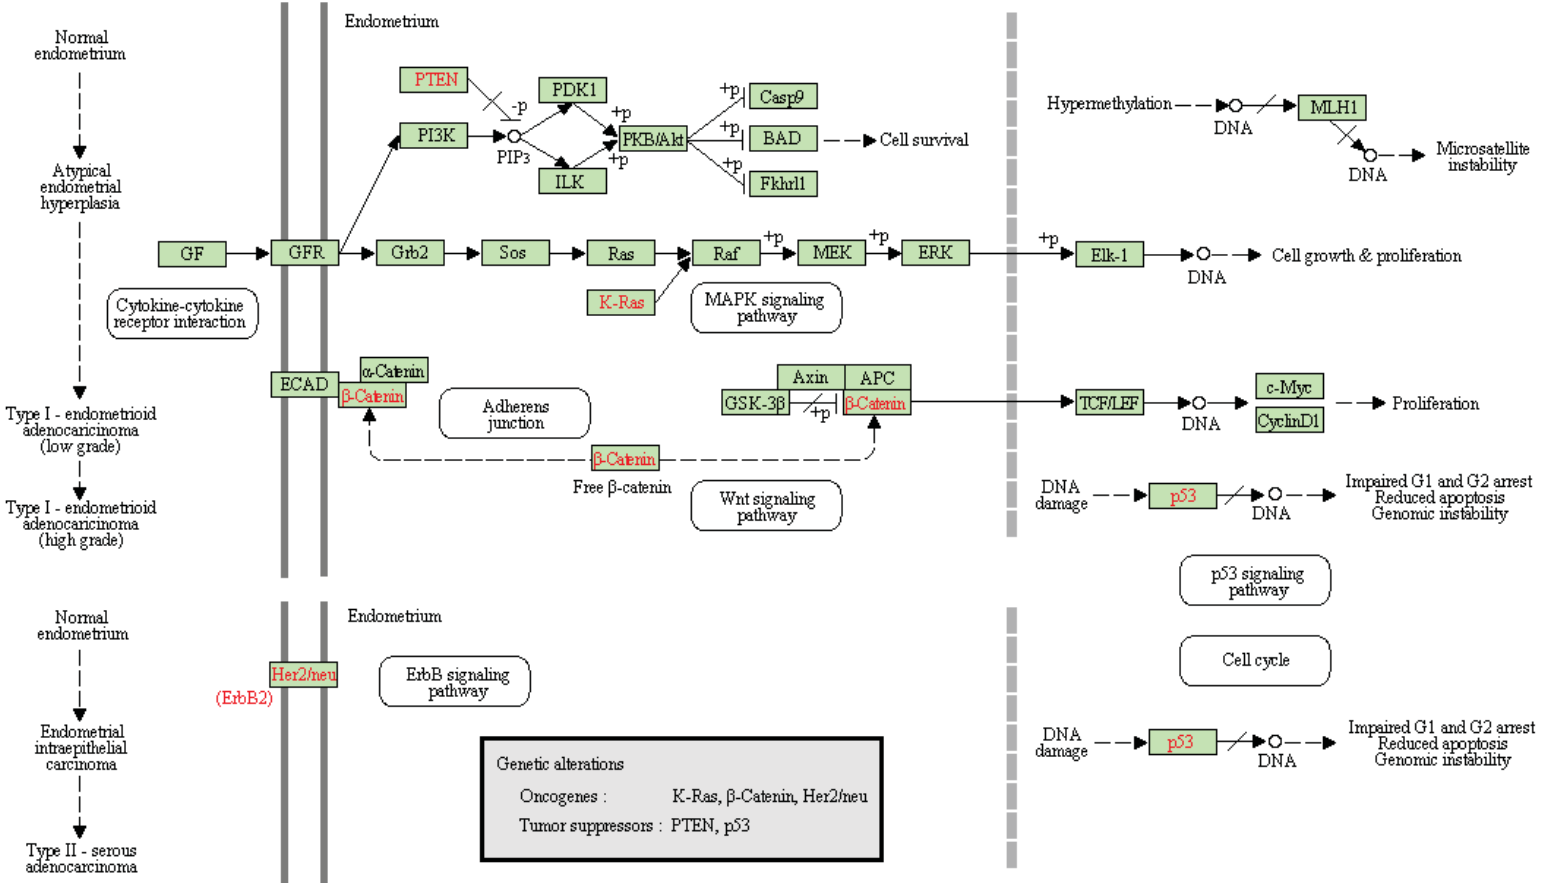 Endometrium
Normal
endometrium
Atypical
endometrial
hyperplasia
Type I - endometrioid
adenocaricinoma
(low grade)
Type I - endometrioid
adenocaricinoma
(high grade)
PTEN
-p
PI3K
PIP3
PDK1
ILK
+p
+p
PKB/Akt
+p
+p
+p
Casp9
BAD
Fkhrl1
Cell survival
Hypermethylation
DNA
MLH1
DNA
Microsatellite
instability
GF
GFR
Grb2
Sos
Ras
Raf
+p
MEK
+p
ERK
+p
Elk-1
DNA
Cell growth & proliferation
K-Ras
Cytokine-cytokine
receptor interaction
MAPK signaling
pathway
ECAD
α-Catenin
β-Catenin
Adherens
junction
Axin
APC
GSK-3β
+p
β-Catenin
TCF/LEF
DNA
c-Myc
CyclinD1
Proliferation
β-Catenin
Free β-catenin
Wnt signaling
pathway
DNA
damage
p53
DNA
Impaired G1 and G2 arrest
Reduced apoptosis
Genomic instability
p53 signaling
pathway
Cell cycle
Normal
endometrium
Endometrial
intraepithelial
carcinoma
Type II - serous
adenocarcinoma
Endometrium
Her2/neu
(ErbB2)
ErbB signaling
pathway
DNA
damage
p53
DNA
Impaired G1 and G2 arrest
Reduced apoptosis
Genomic instability
Genetic alterations
Oncogenes : K-Ras, β-Catenin, Her2/neu
Tumor suppressors : PTEN, p53